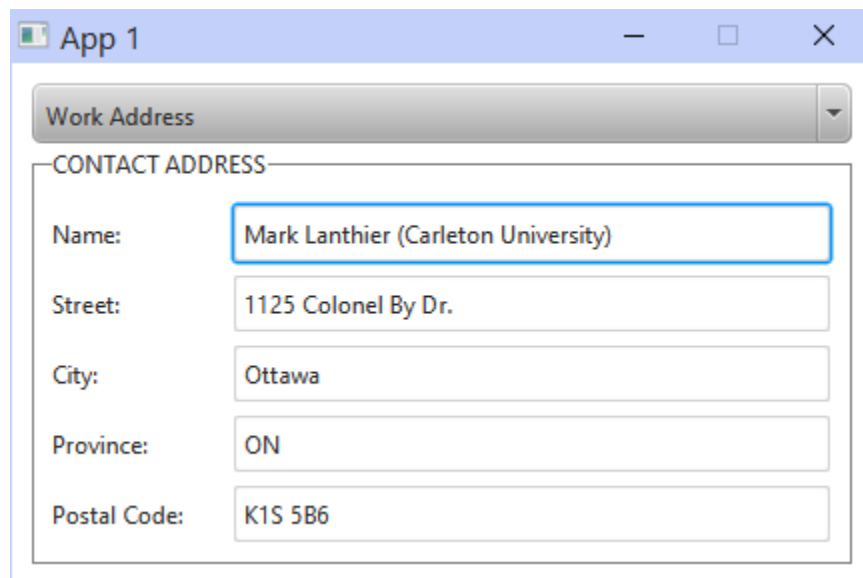 App 1
Work Address
CONTACT ADDRESS
Name: Mark Lanthier (Carleton University)
Street: 1125 Colonel By Dr.
City: Ottawa
Province: ON
Postal Code: K1S 5B6